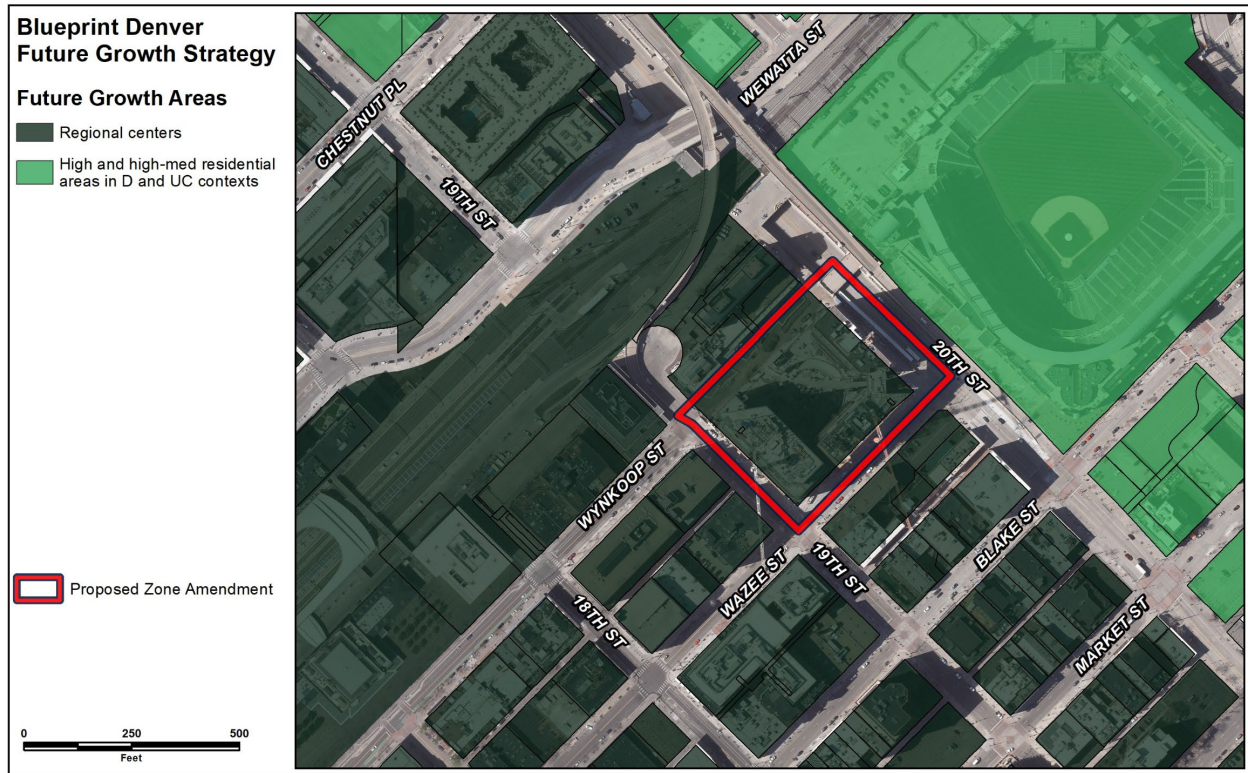 Blueprint Denver
Future Growth Strategy
Future Growth Areas
Regional centers
High and high-med residential
areas in D and UC contexts
Proposed Zone Amendment
0 250 500
Feet
WEWATTA ST
CHESTNUT PL
19TH ST
20TH ST
WYNKOOP ST
BLAKE ST
19TH ST
WAZEE ST
18TH ST
MARKET ST